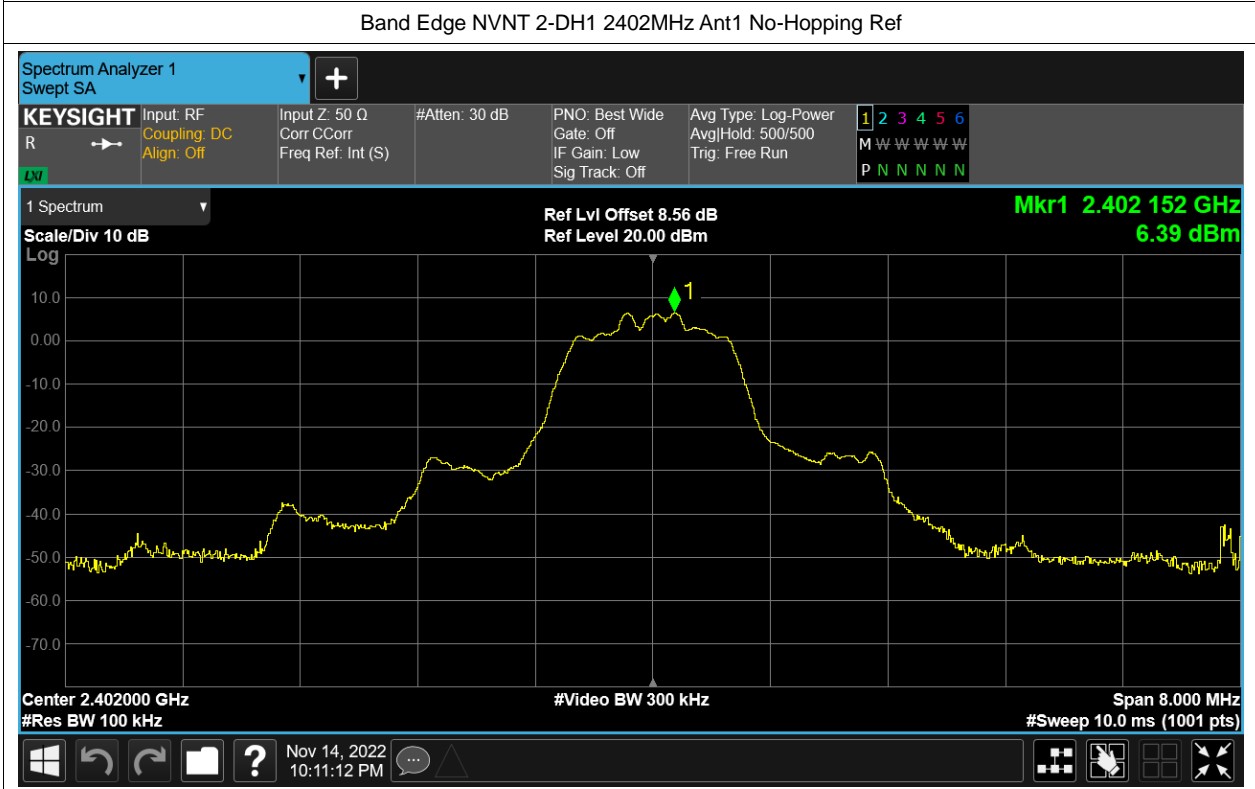 Band Edge NVNT 2-DH1 2402MHz Ant1 No-Hopping Ref
Spectrum Analyzer 1
Swept SA
KEYSIGHT
R
LXI
Input: RF
Coupling: DC
Align: Off
Input Z: 50 Ω
Corr CCorr
Freq Ref: Int (S)
#Atten: 30 dB
PNO: Best Wide
Gate: Off
IF Gain: Low
Sig Track: Off
Avg Type: Log-Power
Avg|Hold: 500/500
Trig: Free Run
1 2 3 4 5 6
M W W W W W
P N N N N N
1 Spectrum
Scale/Div 10 dB
Ref Lvl Offset 8.56 dB
Ref Level 20.00 dBm
Mkr1 2.402 152 GHz
6.39 dBm
Log
1
10.0
0.00
-10.0
-20.0
-30.0
-40.0
-50.0
-60.0
-70.0
Center 2.402000 GHz
#Res BW 100 kHz
#Video BW 300 kHz
Span 8.000 MHz
#Sweep 10.0 ms (1001 pts)
?
Nov 14, 2022
10:11:12 PM